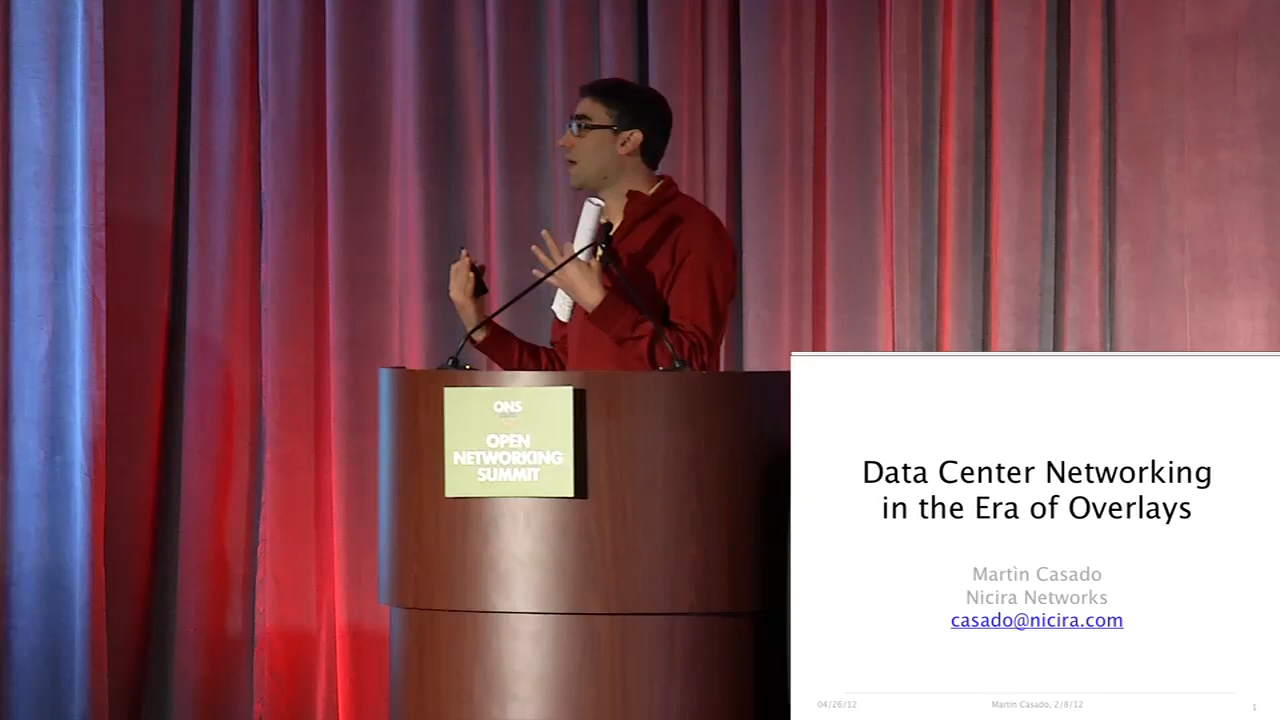 ONS
OPEN
NETWORKING
SUMMIT
Data Center Networking
in the Era of Overlays
Martìn Casado
Nicira Networks
casado@nicira.com
04/26/12
Martin Casado, 2/8/12
1